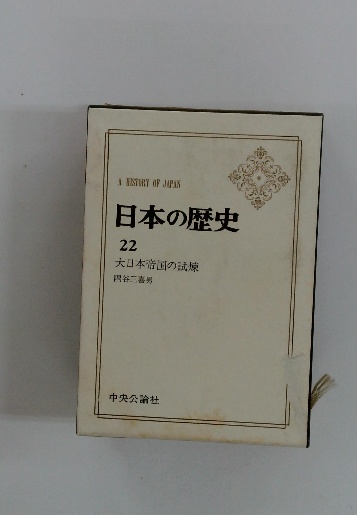 A HISTORY OF JAPAN
日本の歴史
22
大日本帝国の試煉
隅谷三喜男
中央公論社